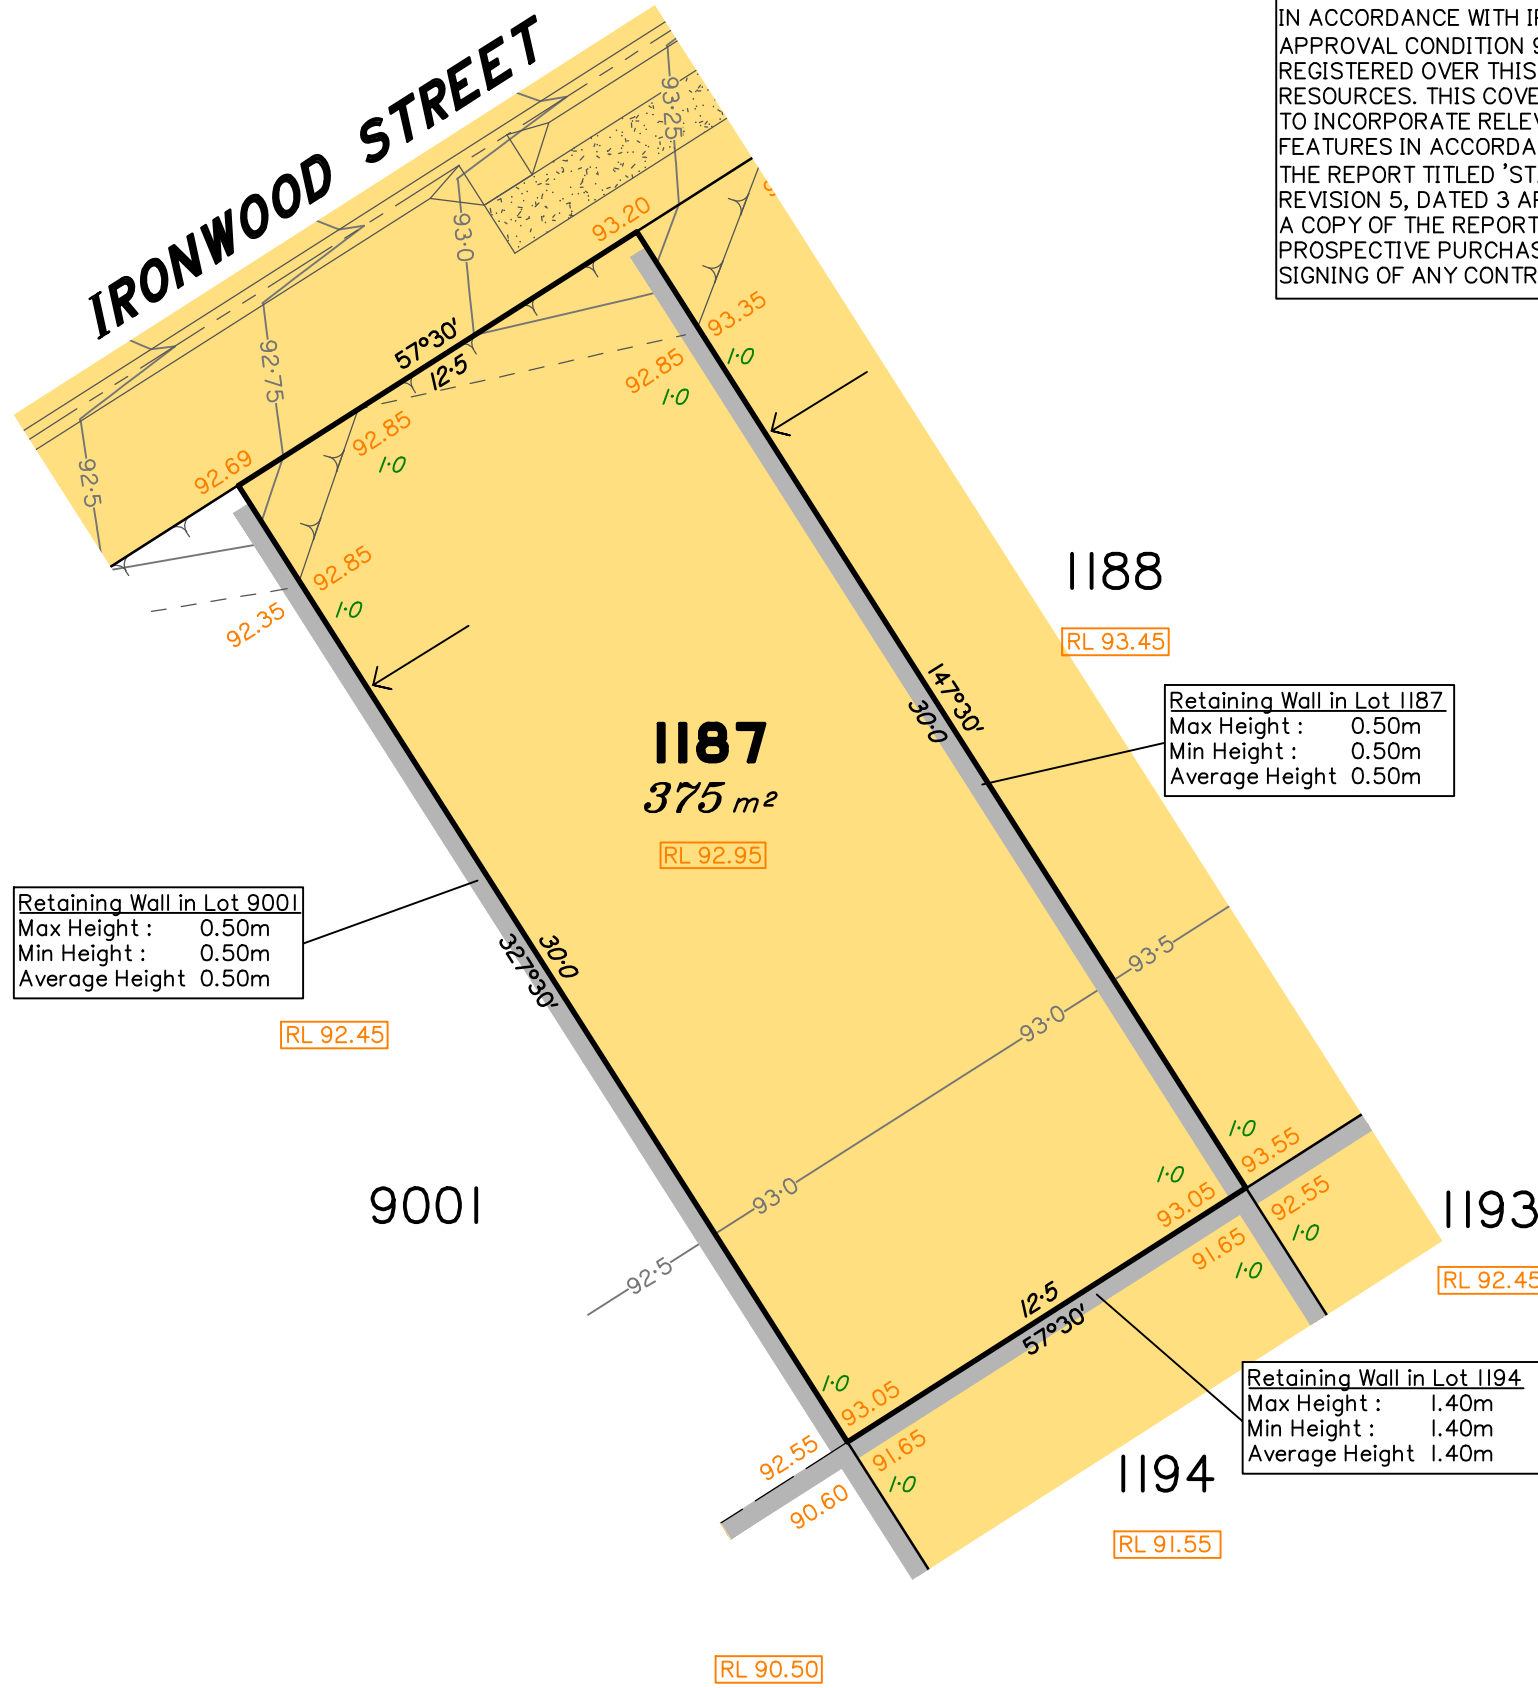 IN ACCORDANCE WITH
APPROVAL CONDITION
REGISTERED OVER THIS
RESOURCES. THIS
TO INCORPORATE
FEATURES IN
THE REPORT TITLED
REVISION 5, DATED 3
A COPY OF THE REPORT
PROSPECTIVE
SIGNING OF ANY
IRONWOOD STREET
93·25
93·0
92·75
92·5
93.20
57°30'
12·5
92.69
92.85
1·0
92.85
1·0
93.35
1·0
92.85
1·0
92.35
1188
RL 93.45
147°30'
30·0
Retaining Wall in Lot 1187
Max Height : 0.50m
Min Height : 0.50m
Average Height 0.50m
1187
375 m²
RL 92.95
Retaining Wall in Lot 9001
Max Height : 0.50m
Min Height : 0.50m
Average Height 0.50m
30·0
327°30'
RL 92.45
93·5
93·0
93·0
92·5
9001
1·0
93.55
1·0
93.05
92.55
1·0
91.65
1·0
1193
RL 92.45
12·5
57°30'
Retaining Wall in Lot 1194
Max Height : 1.40m
Min Height : 1.40m
Average Height 1.40m
1·0
93.05
92.55
91.65
1·0
90.60
1194
RL 91.55
RL 90.50